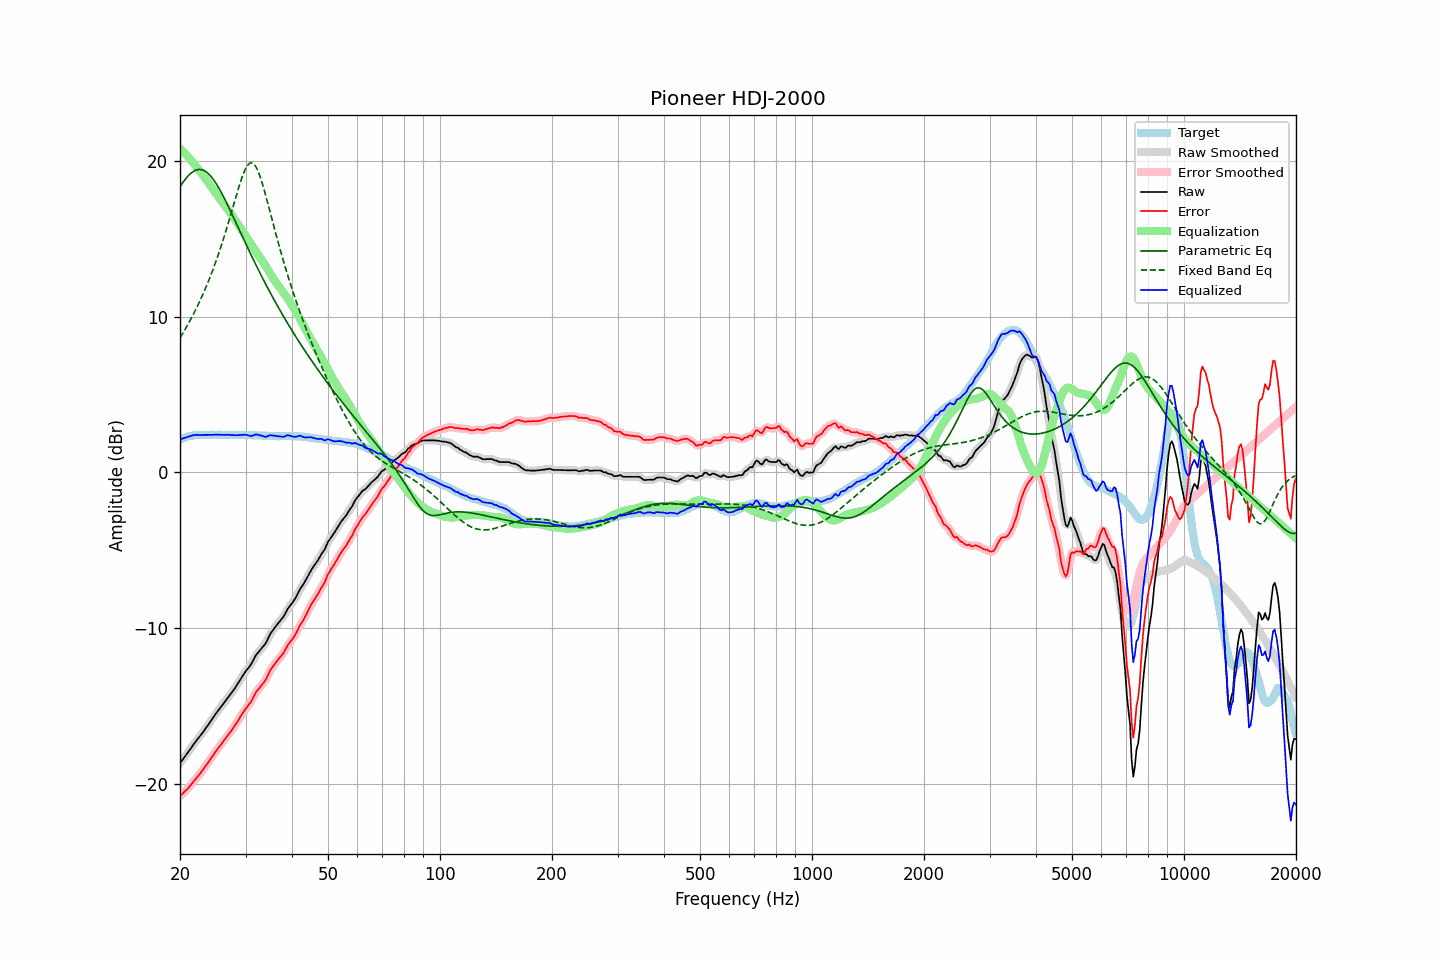 Pioneer HDJ-2000
Target
Raw Smoothed
Error Smoothed
Raw
Error
Equalization
Parametric Eq
Fixed Band Eq
Equalized
Amplitude (dBr)
20
10
0
−10
−20
20
50
100
200
500
1000
2000
5000
10000
20000
Frequency (Hz)